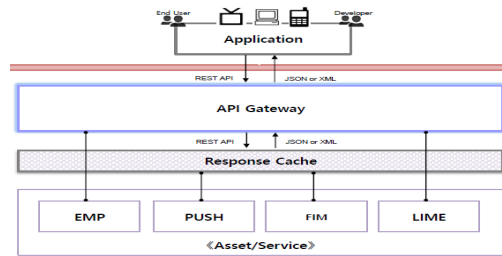 End User
Developer
Application
REST API
JSON or XML
API Gateway
REST API
JSON or XML
Response Cache
EMP
PUSH
FIM
LIME
《Asset/Service》